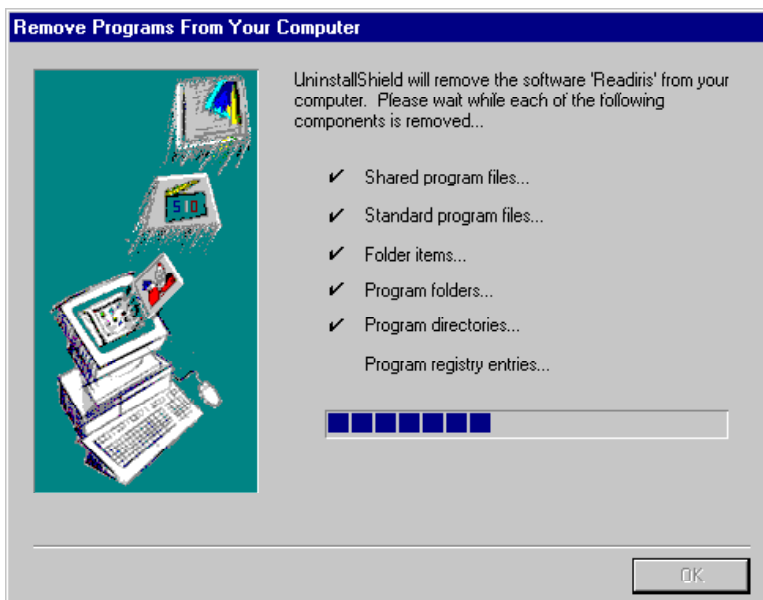 Remove Programs From Your Computer
UninstallShield will remove the software 'Readiris' from your
computer. Please wait while each of the following
components is removed...
✔ Shared program files...
✔ Standard program files...
✔ Folder items...
✔ Program folders...
✔ Program directories...
Program registry entries...
OK